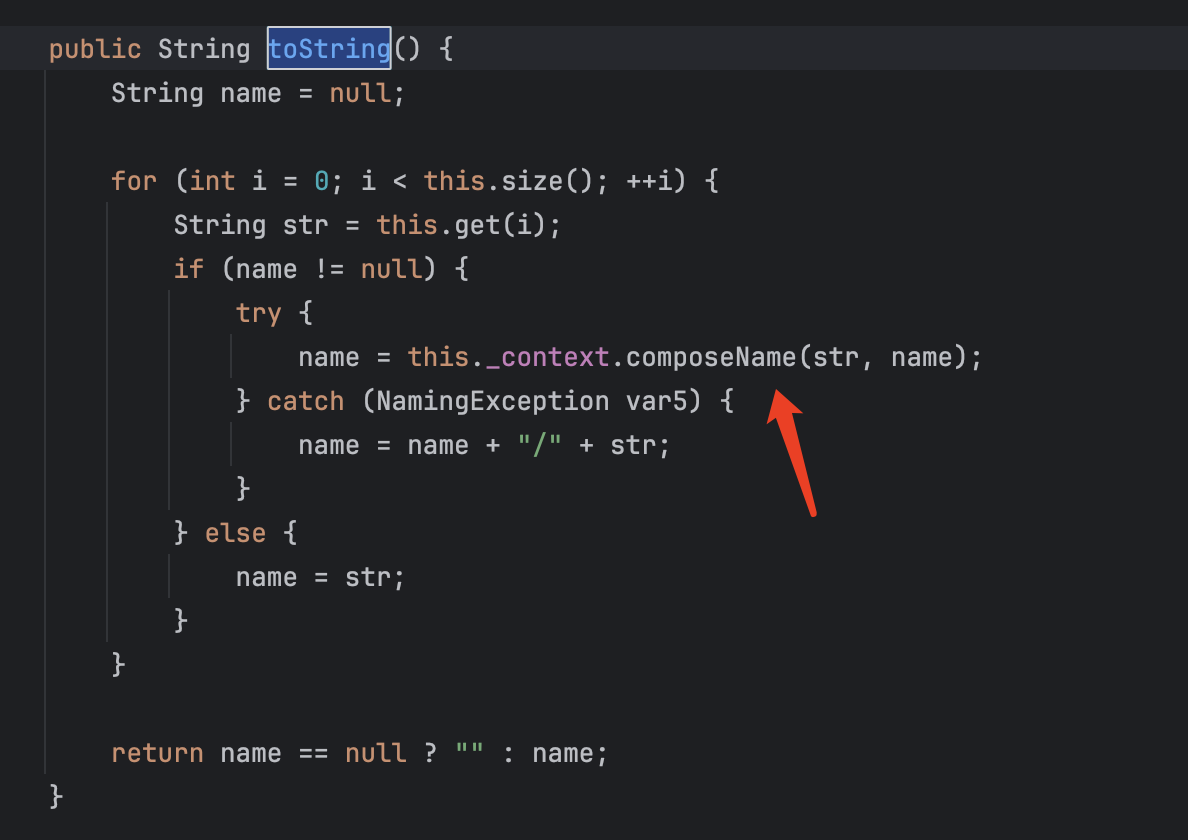 public String toString() {
    String name = null;

    for (int i = 0; i < this.size(); ++i) {
        String str = this.get(i);
        if (name != null) {
            try {
                name = this._context.composeName(str, name);
            } catch (NamingException var5) {
                name = name + "/" + str;
            }
        } else {
            name = str;
        }
    }

    return name == null ? "" : name;
}